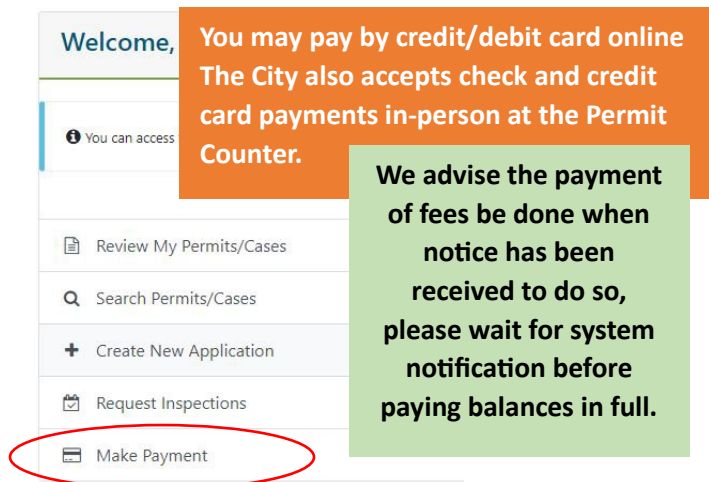 Welcome,
You may pay by credit/debit card online
The City also accepts check and credit
card payments in-person at the Permit
Counter.
You can access
We advise the payment
of fees be done when
notice has been
received to do so,
please wait for system
notification before
paying balances in full.
Review My Permits/Cases
Search Permits/Cases
Create New Application
Request Inspections
Make Payment